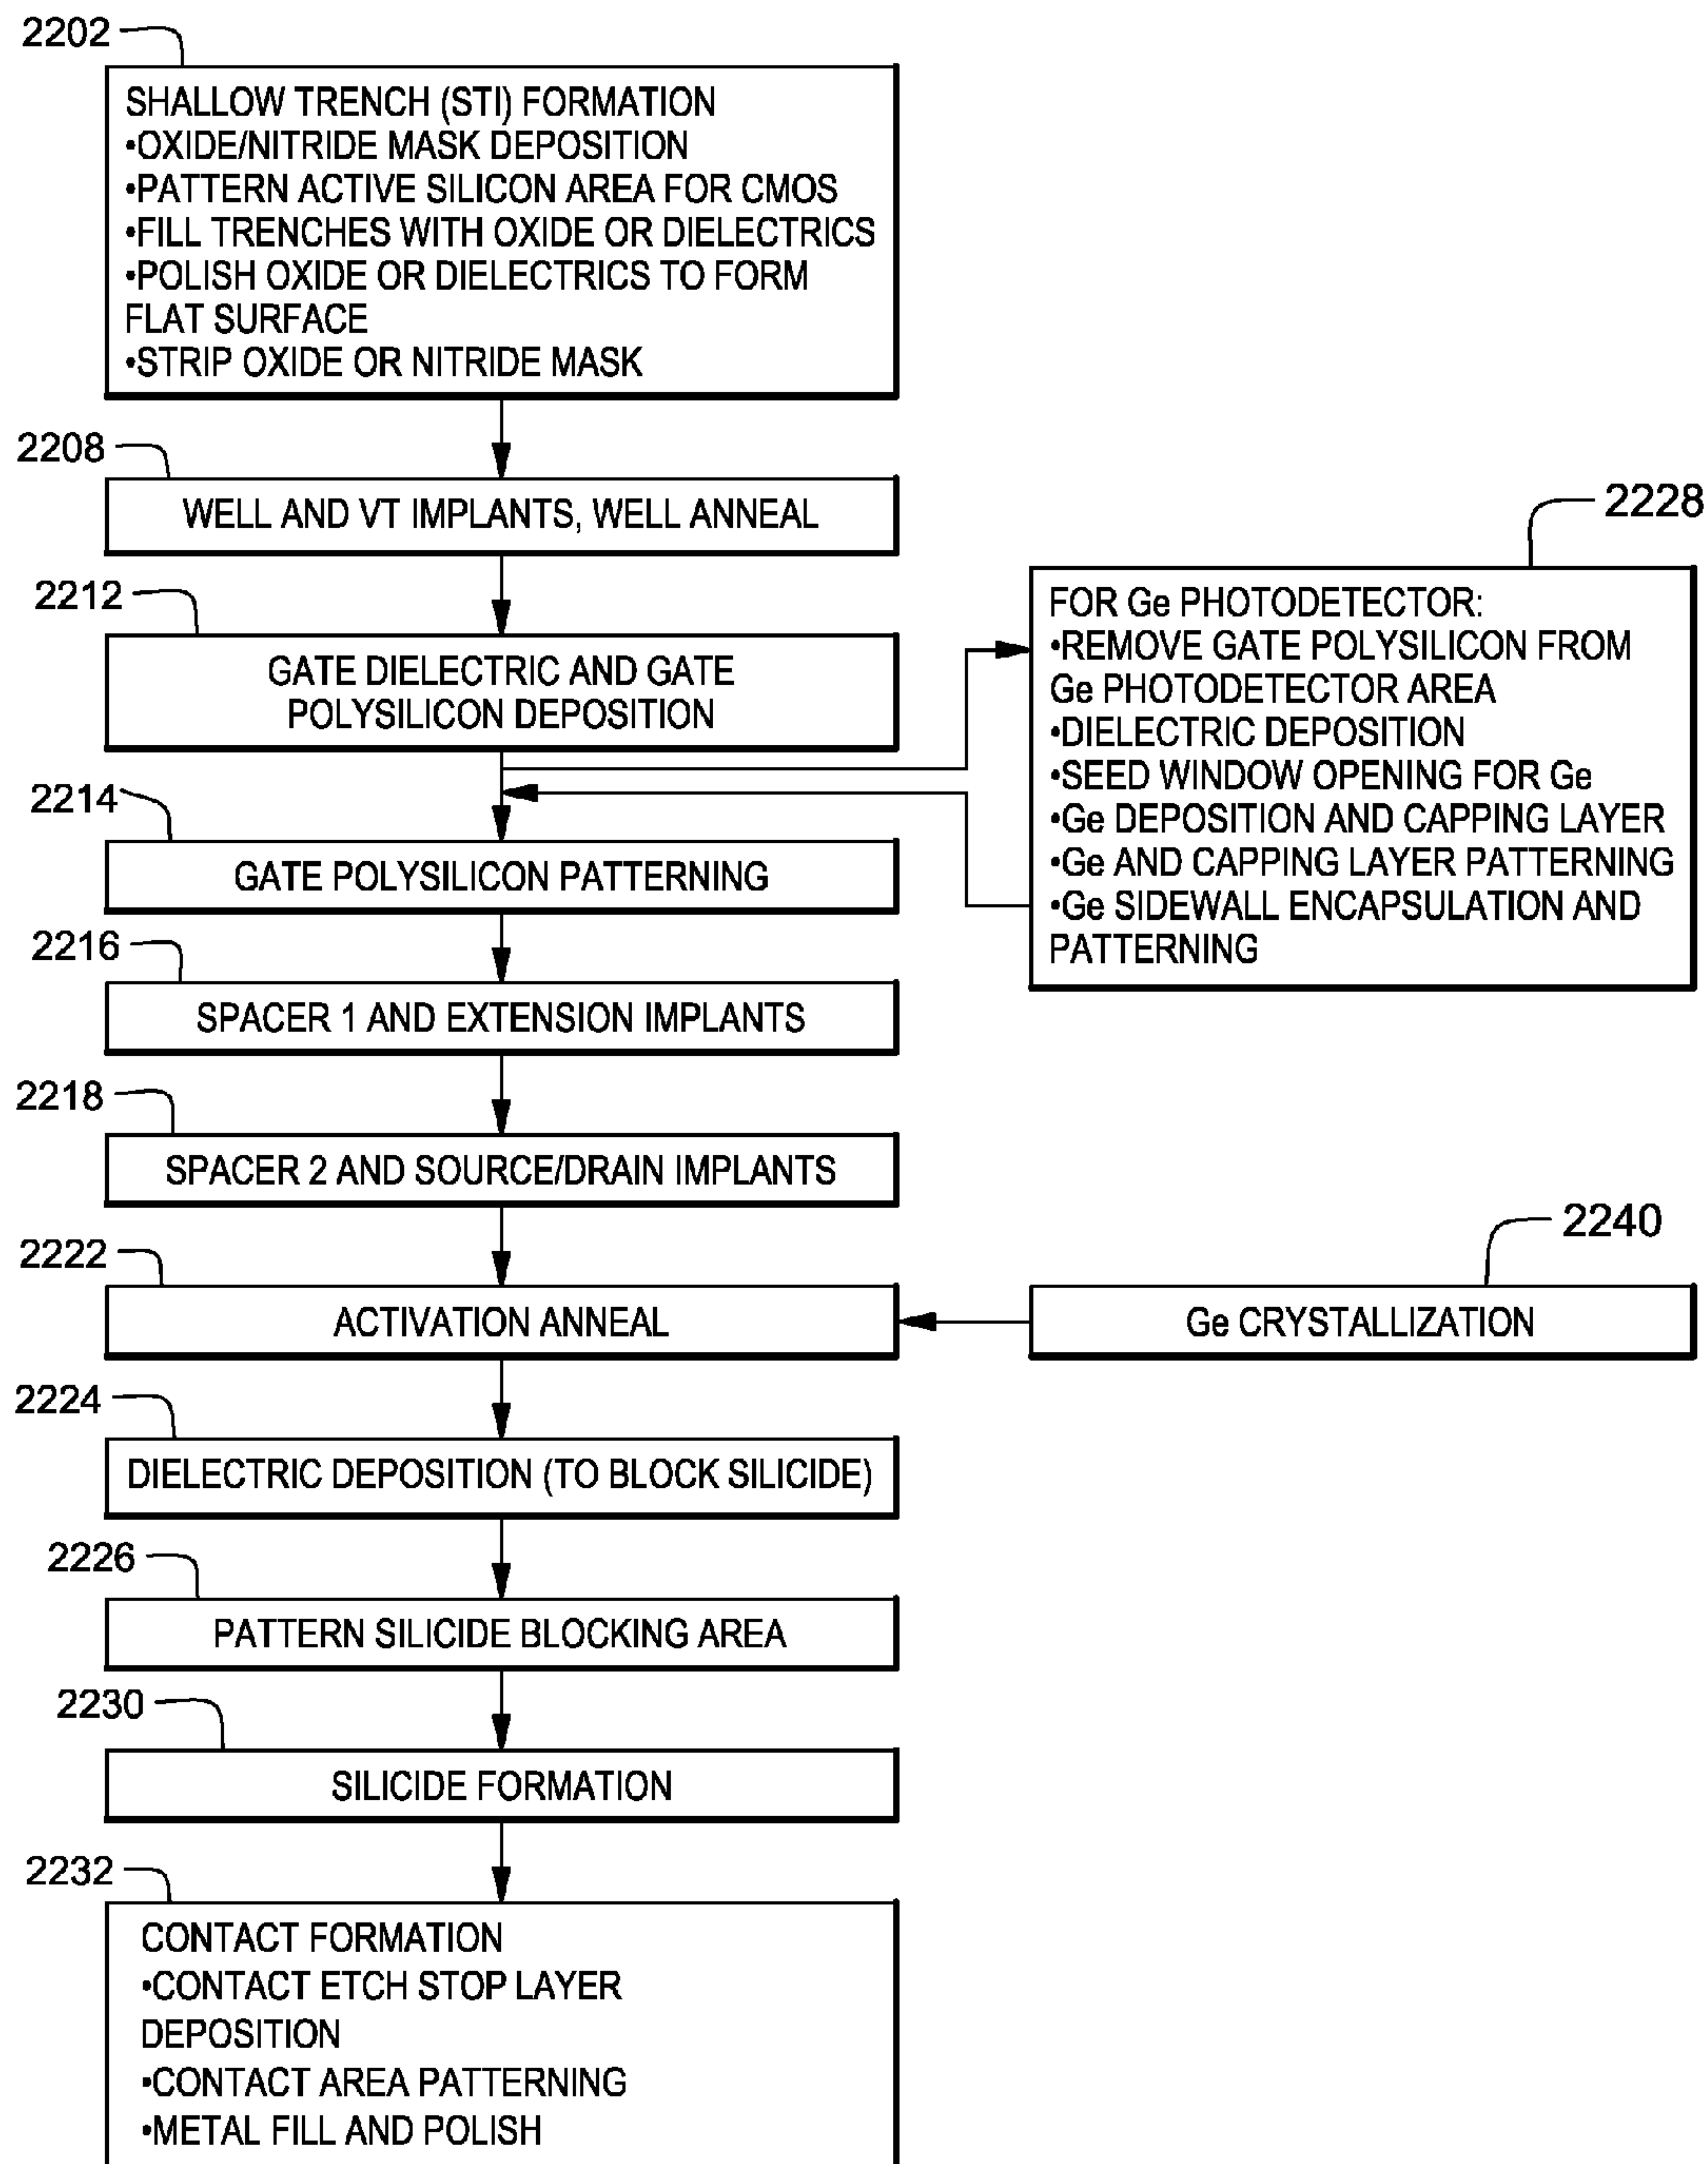 2202
SHALLOW TRENCH (STI) FORMATION
•OXIDE/NITRIDE MASK DEPOSITION
•PATTERN ACTIVE SILICON AREA FOR CMOS
•FILL TRENCHES WITH OXIDE OR DIELECTRICS
•POLISH OXIDE OR DIELECTRICS TO FORM
FLAT SURFACE
•STRIP OXIDE OR NITRIDE MASK
2208
WELL AND VT IMPLANTS, WELL ANNEAL
2212
GATE DIELECTRIC AND GATE
POLYSILICON DEPOSITION
2228
FOR Ge PHOTODETECTOR:
•REMOVE GATE POLYSILICON FROM
Ge PHOTODETECTOR AREA
•DIELECTRIC DEPOSITION
•SEED WINDOW OPENING FOR Ge
•Ge DEPOSITION AND CAPPING LAYER
•Ge AND CAPPING LAYER PATTERNING
•Ge SIDEWALL ENCAPSULATION AND
PATTERNING
2214
GATE POLYSILICON PATTERNING
2216
SPACER 1 AND EXTENSION IMPLANTS
2218
SPACER 2 AND SOURCE/DRAIN IMPLANTS
2222
ACTIVATION ANNEAL
2240
Ge CRYSTALLIZATION
2224
DIELECTRIC DEPOSITION (TO BLOCK SILICIDE)
2226
PATTERN SILICIDE BLOCKING AREA
2230
SILICIDE FORMATION
2232
CONTACT FORMATION
•CONTACT ETCH STOP LAYER
DEPOSITION
•CONTACT AREA PATTERNING
•METAL FILL AND POLISH